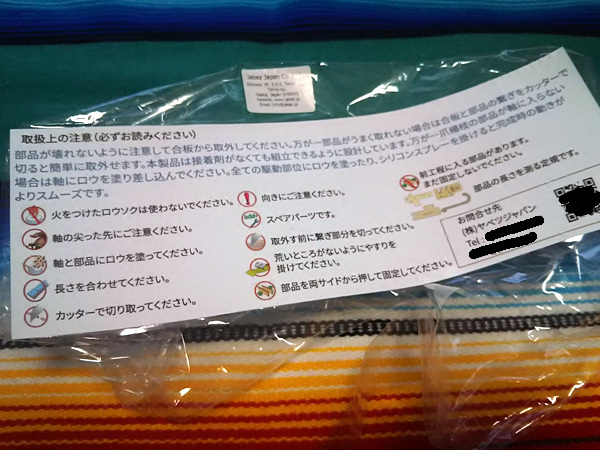 Jabez Japan Co
取扱上の注意 (必ずお読みください)
部品が壊れないように注意して合板から取外してください。万が一部品がうまく取れない場合は合板と部品の繋ぎをカッターで
切ると簡単に取外せます。本製品は接着剤がなくても組立できるように設計しています。万が一爪楊枝の部品が軸に入らない
場合は軸にロウを塗り差し込んでください。全ての駆動部位にロウを塗ったり、シリコンスプレーを掛けると完成時の動きが
よりスムーズです。
火をつけたロウソクは使わないでください。
軸の尖った先にご注意ください。
軸と部品にロウを塗ってください。
長さを合わせてください。
カッターで切り取ってください。
向きにご注意ください。
スペアパーツです。
取外す前に繋ぎ部分を切ってください。
荒いところがないようにやすりを
掛けてください。
部品を両サイドから押して固定してください。
前工程に入る部品があります。
まだ固定しないでください。
部品の長さを測る定規です。
お問合せ先
(株)ヤベツジャパン
Tel